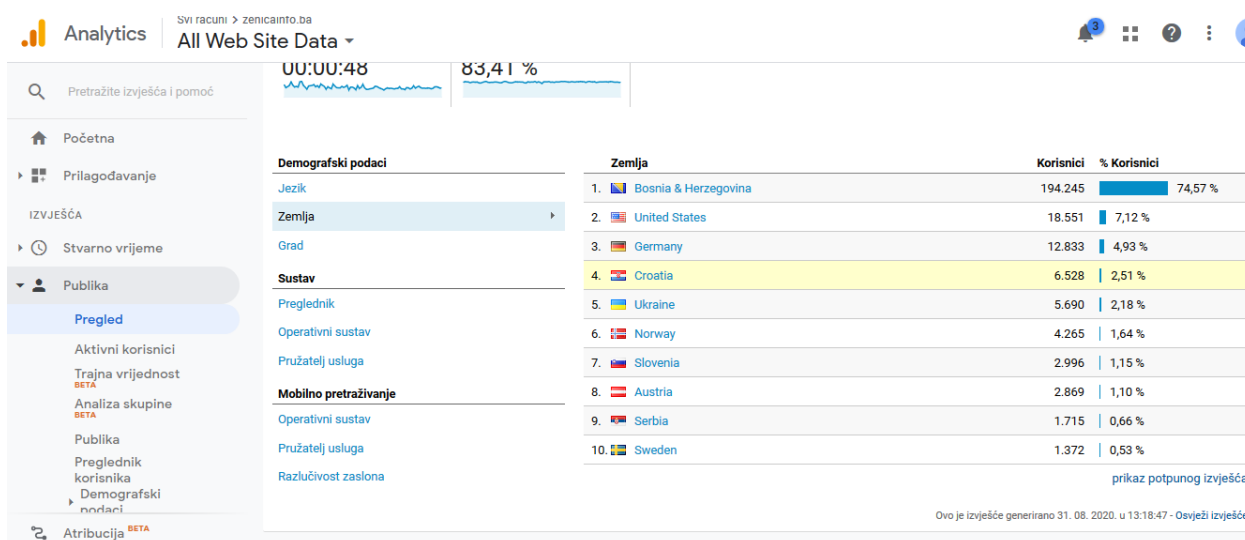 Svi računi > zenicainfo.ba
Analytics
All Web Site Data
3
00:00:48
83,41 %
Pretražite izvješća i pomoć
Početna
Prilagođavanje
IZVJEŠĆA
Stvarno vrijeme
Publika
Pregled
Aktivni korisnici
Trajna vrijednost
BETA
Analiza skupine
BETA
Publika
Preglednik
korisnika
Demografski
podaci
Atribucija BETA
Demografski podaci
Jezik
Zemlja
Grad
Sustav
Preglednik
Operativni sustav
Pružatelj usluga
Mobilno pretraživanje
Operativni sustav
Pružatelj usluga
Razlučivost zaslona
Zemlja Korisnici % Korisnici
1. Bosnia & Herzegovina 194.245 74,57 %
2. United States 18.551 7,12 %
3. Germany 12.833 4,93 %
4. Croatia 6.528 2,51 %
5. Ukraine 5.690 2,18 %
6. Norway 4.265 1,64 %
7. Slovenia 2.996 1,15 %
8. Austria 2.869 1,10 %
9. Serbia 1.715 0,66 %
10. Sweden 1.372 0,53 %
prikaz potpunog izvješća
Ovo je izvješće generirano 31. 08. 2020. u 13:18:47 - Osvježi izvješće